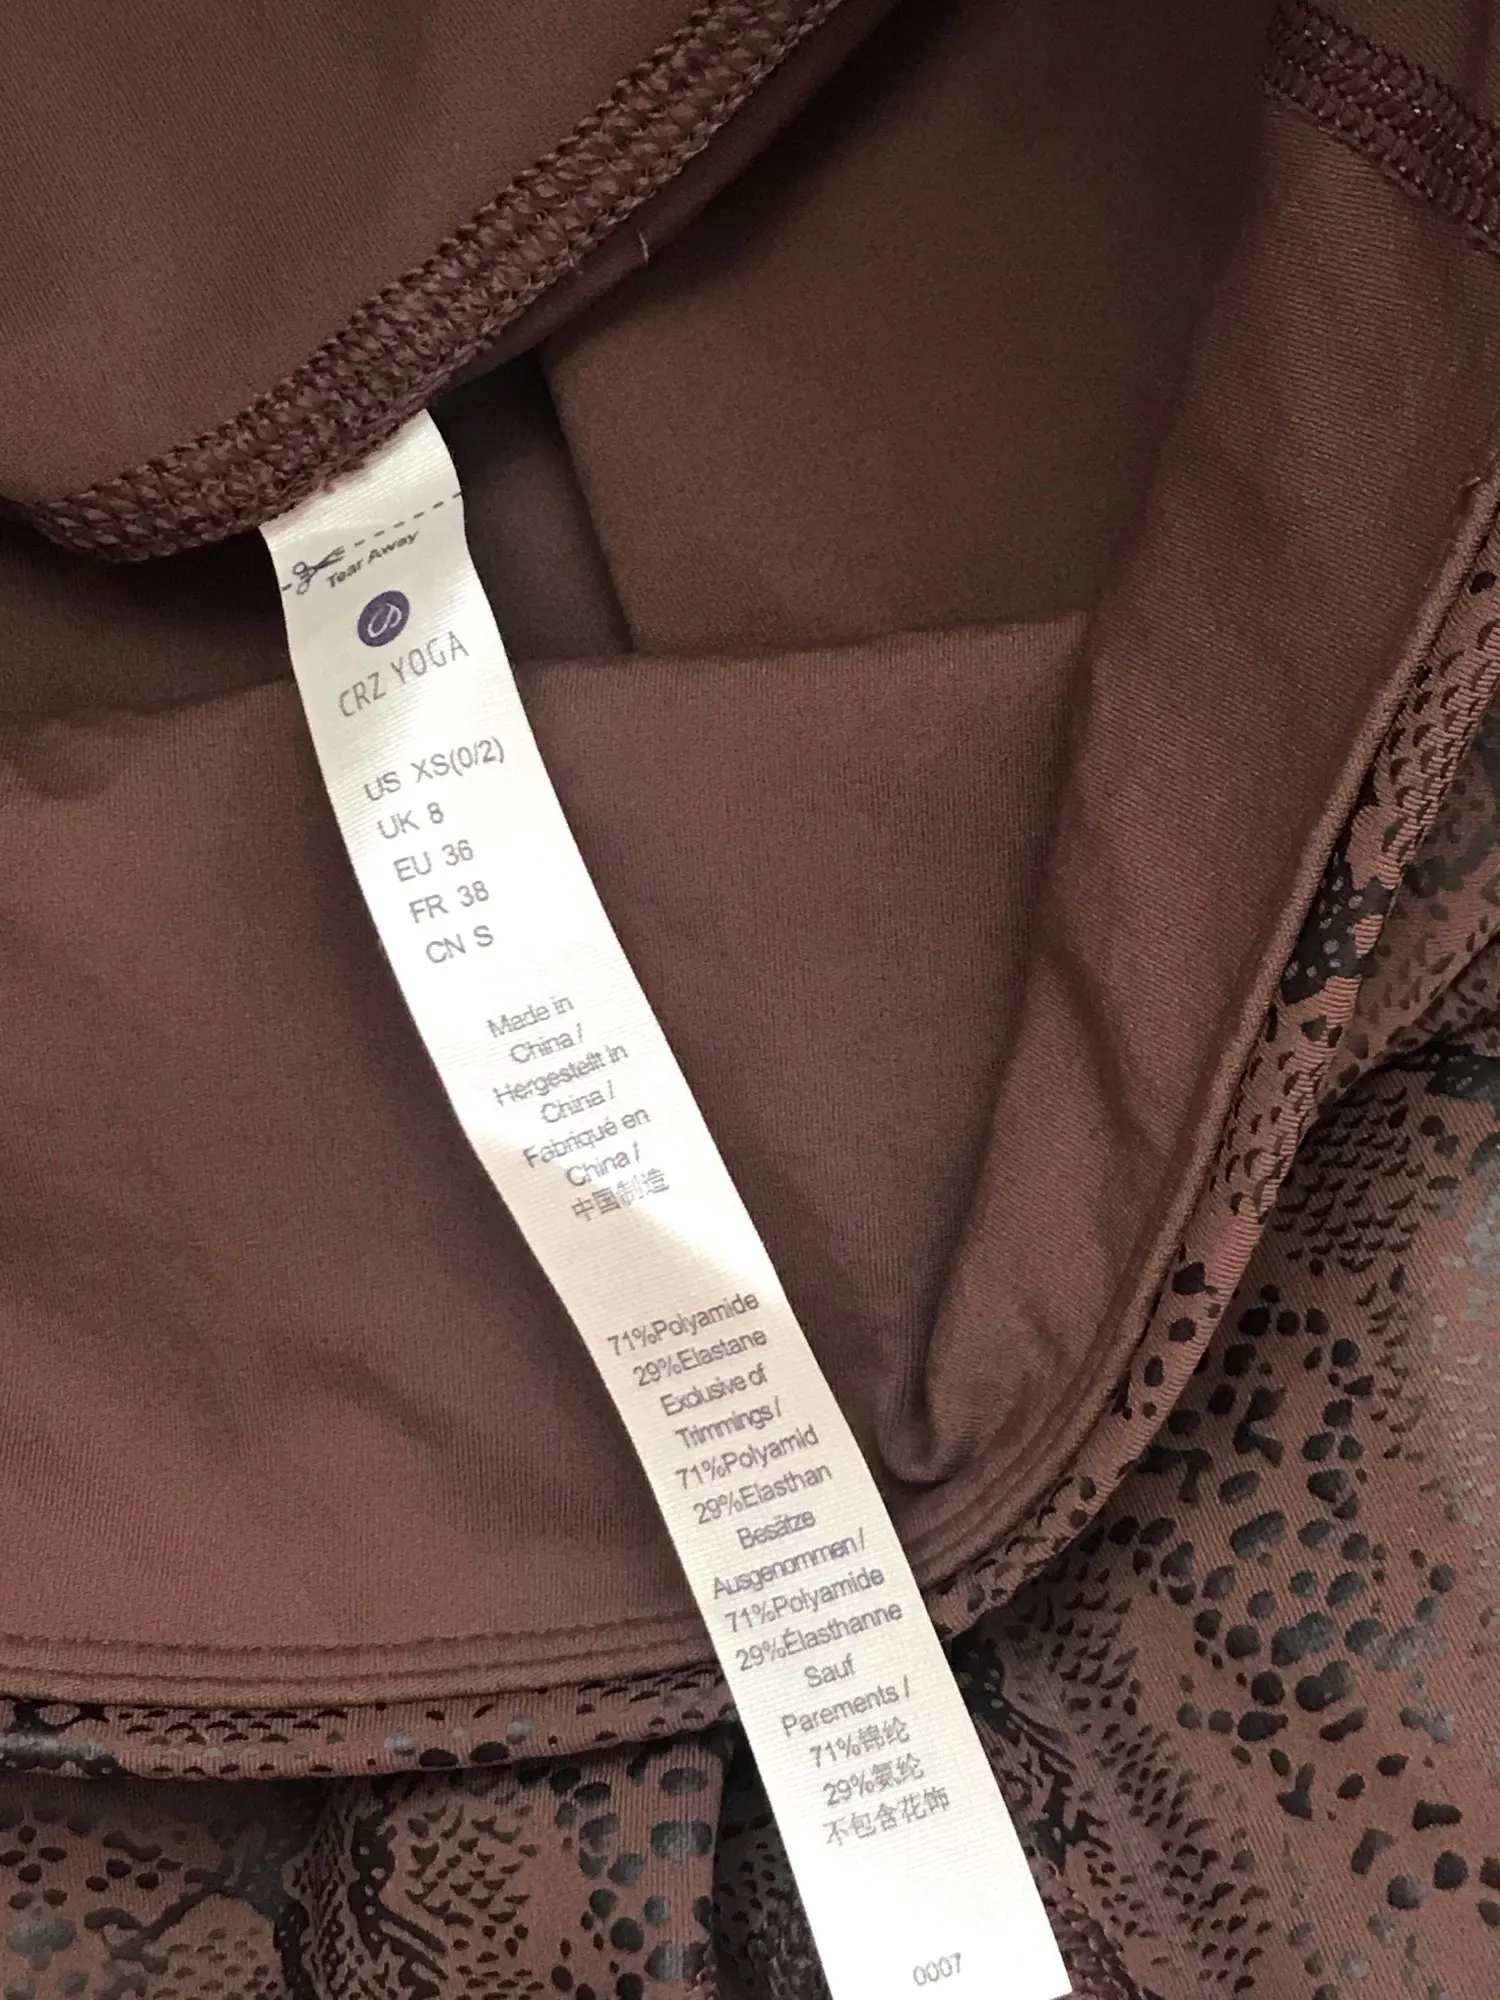 Tear Away
CRZ YOGA
US XS(0/2)
UK 8
EU 36
FR 38
CN S
Made in
China /
Hergestellt in
China /
Fabriqué en
China /
中国制造
71%Polyamide
29%Elastane
Exclusive of
Trimmings /
71%Polyamid
29%Elasthan
Besätze
Ausgenommen /
71%Polyamide
29%Élasthanne
Sauf
Parements /
71%锦纶
29%氨纶
不包含花饰
0007